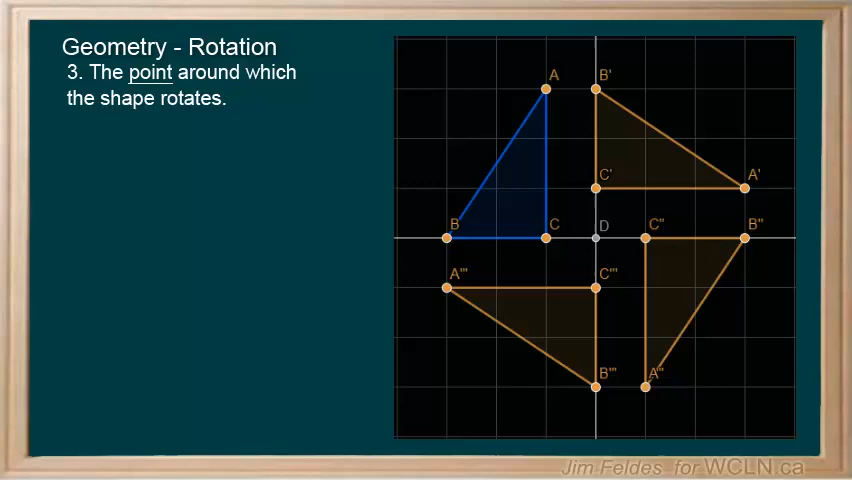 Geometry - Rotation
3. The point around which
the shape rotates.
A
B'
C'
A'
B
C
D
C"
B"
A'"
C'"
B'"
A"
Jim Feldes for WCLN.ca